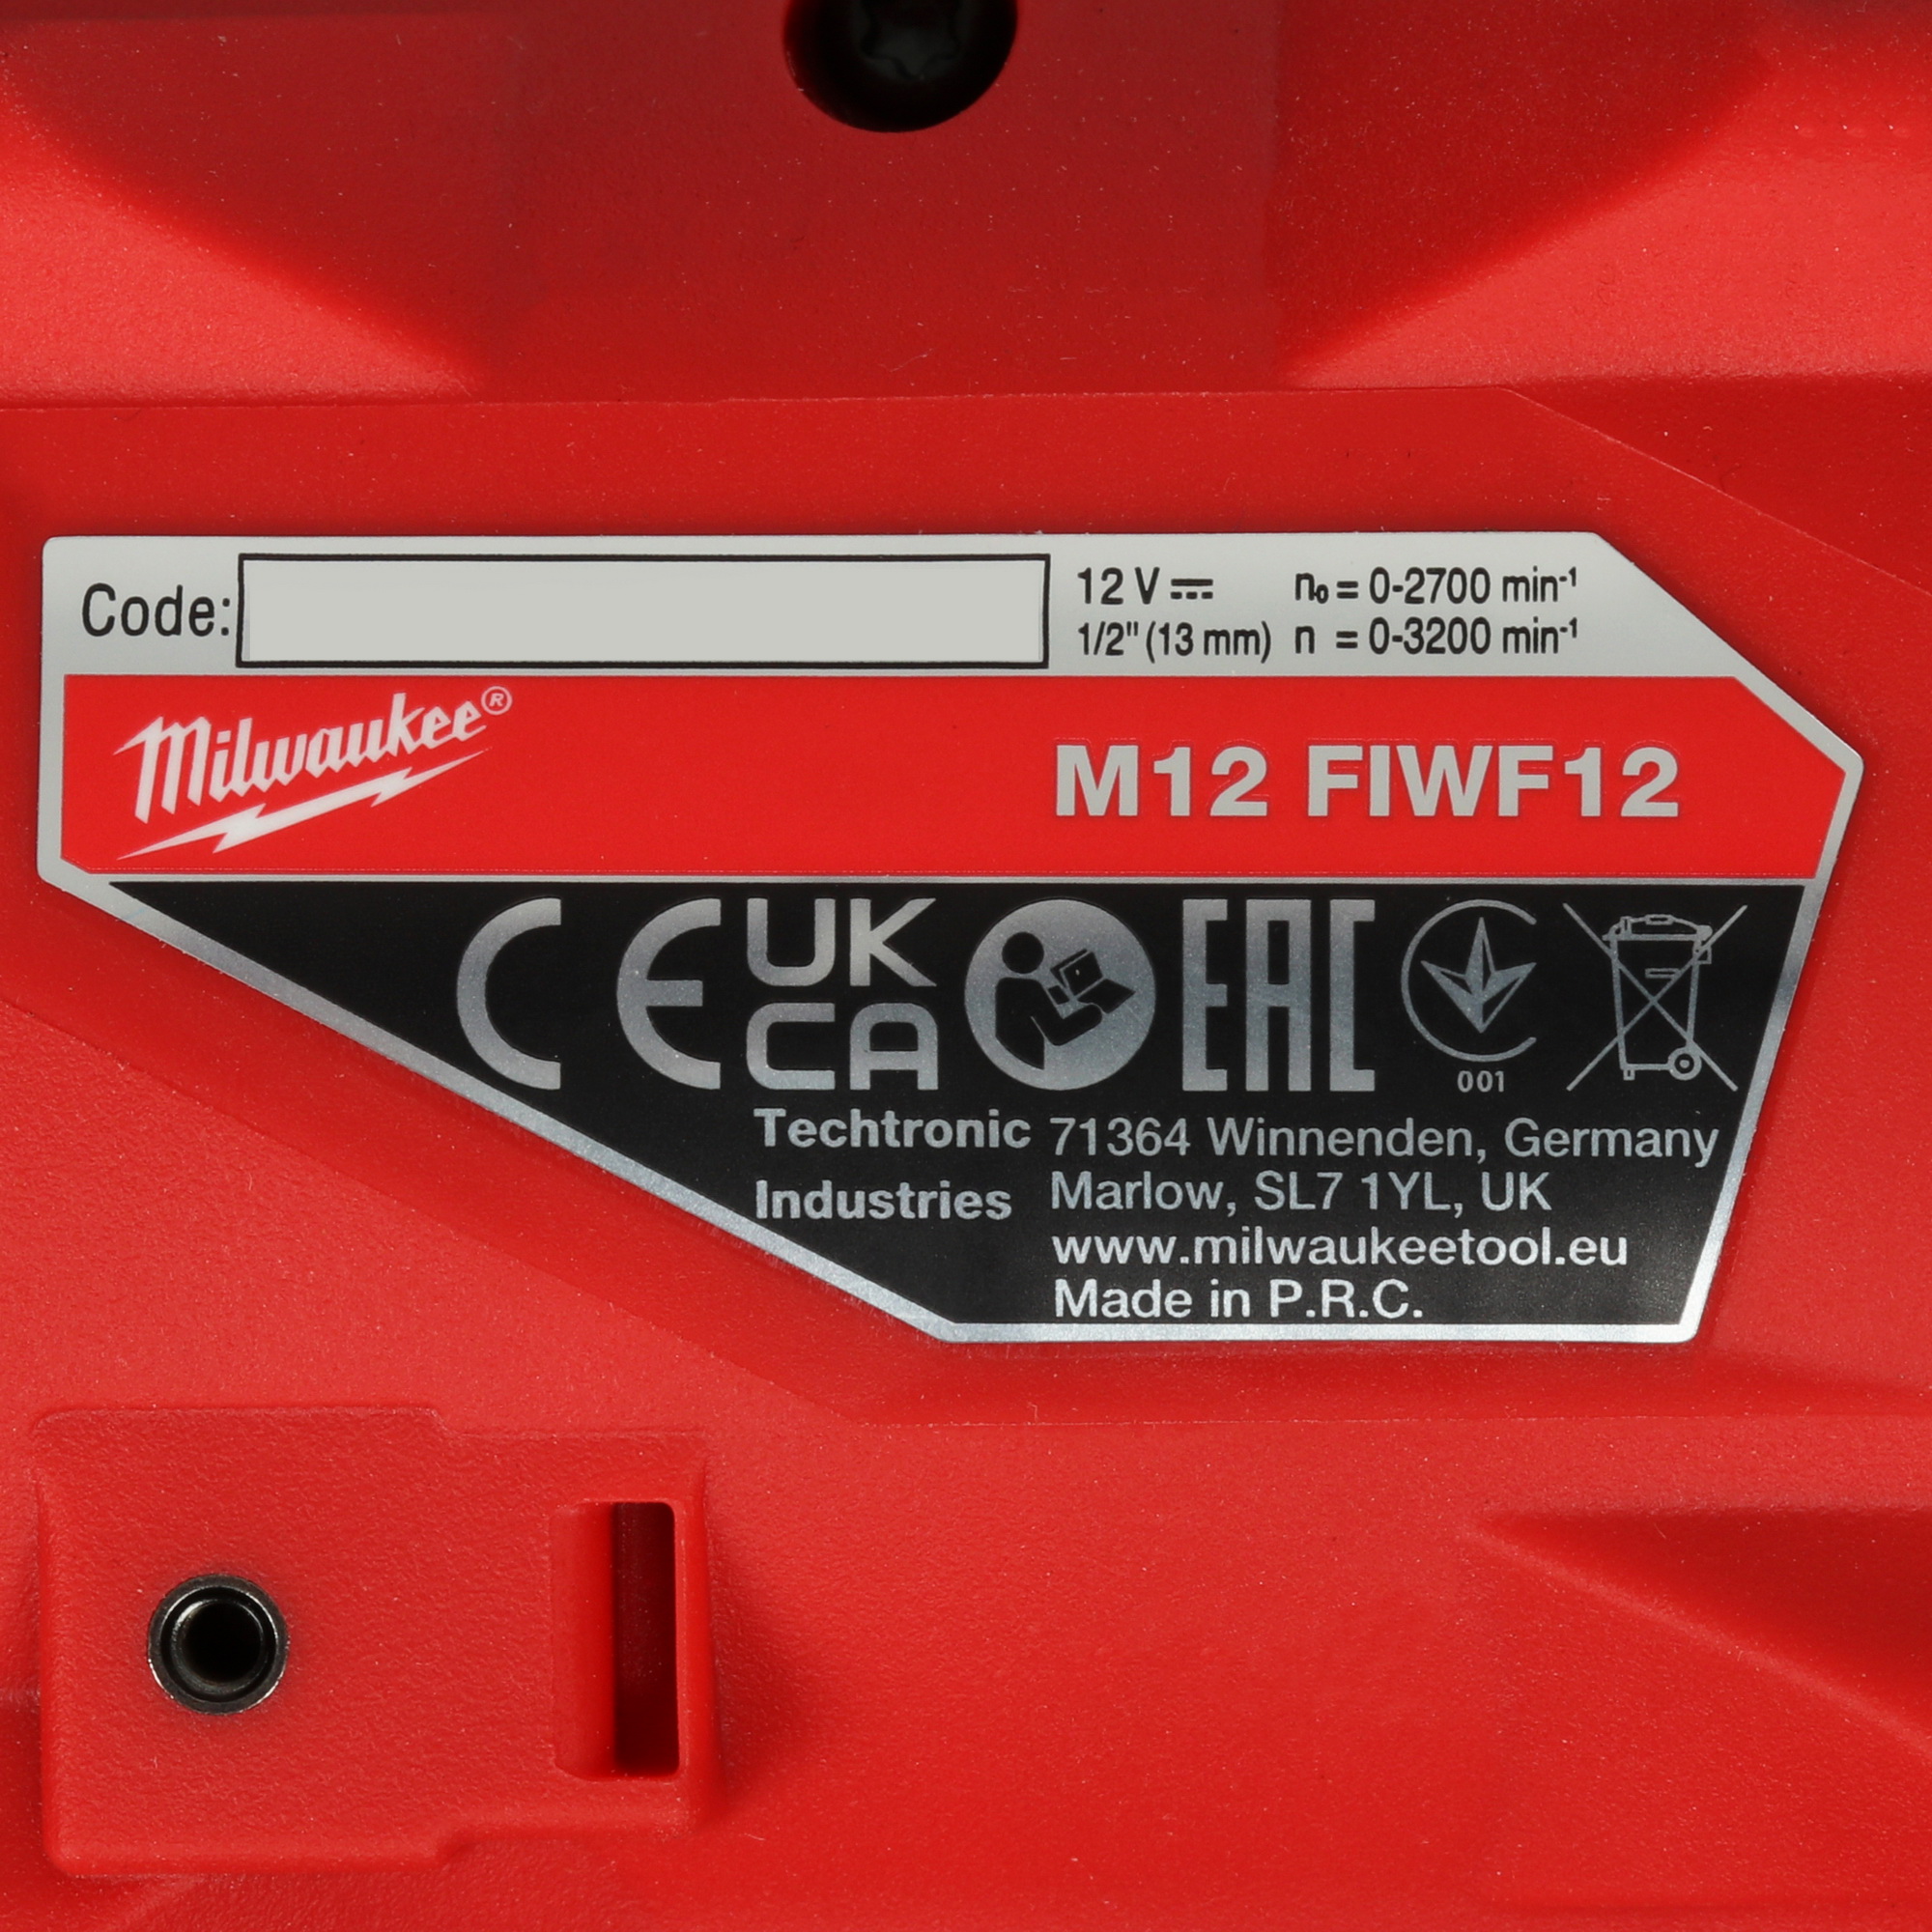 Code:
12 V ⎓ n₀ = 0-2700 min⁻¹
1/2" (13 mm) n = 0-3200 min⁻¹
Milwaukee®
M12 FIWF12
CE UK CA EAC
001
Techtronic Industries
71364 Winnenden, Germany
Marlow, SL7 1YL, UK
www.milwaukeetool.eu
Made in P.R.C.